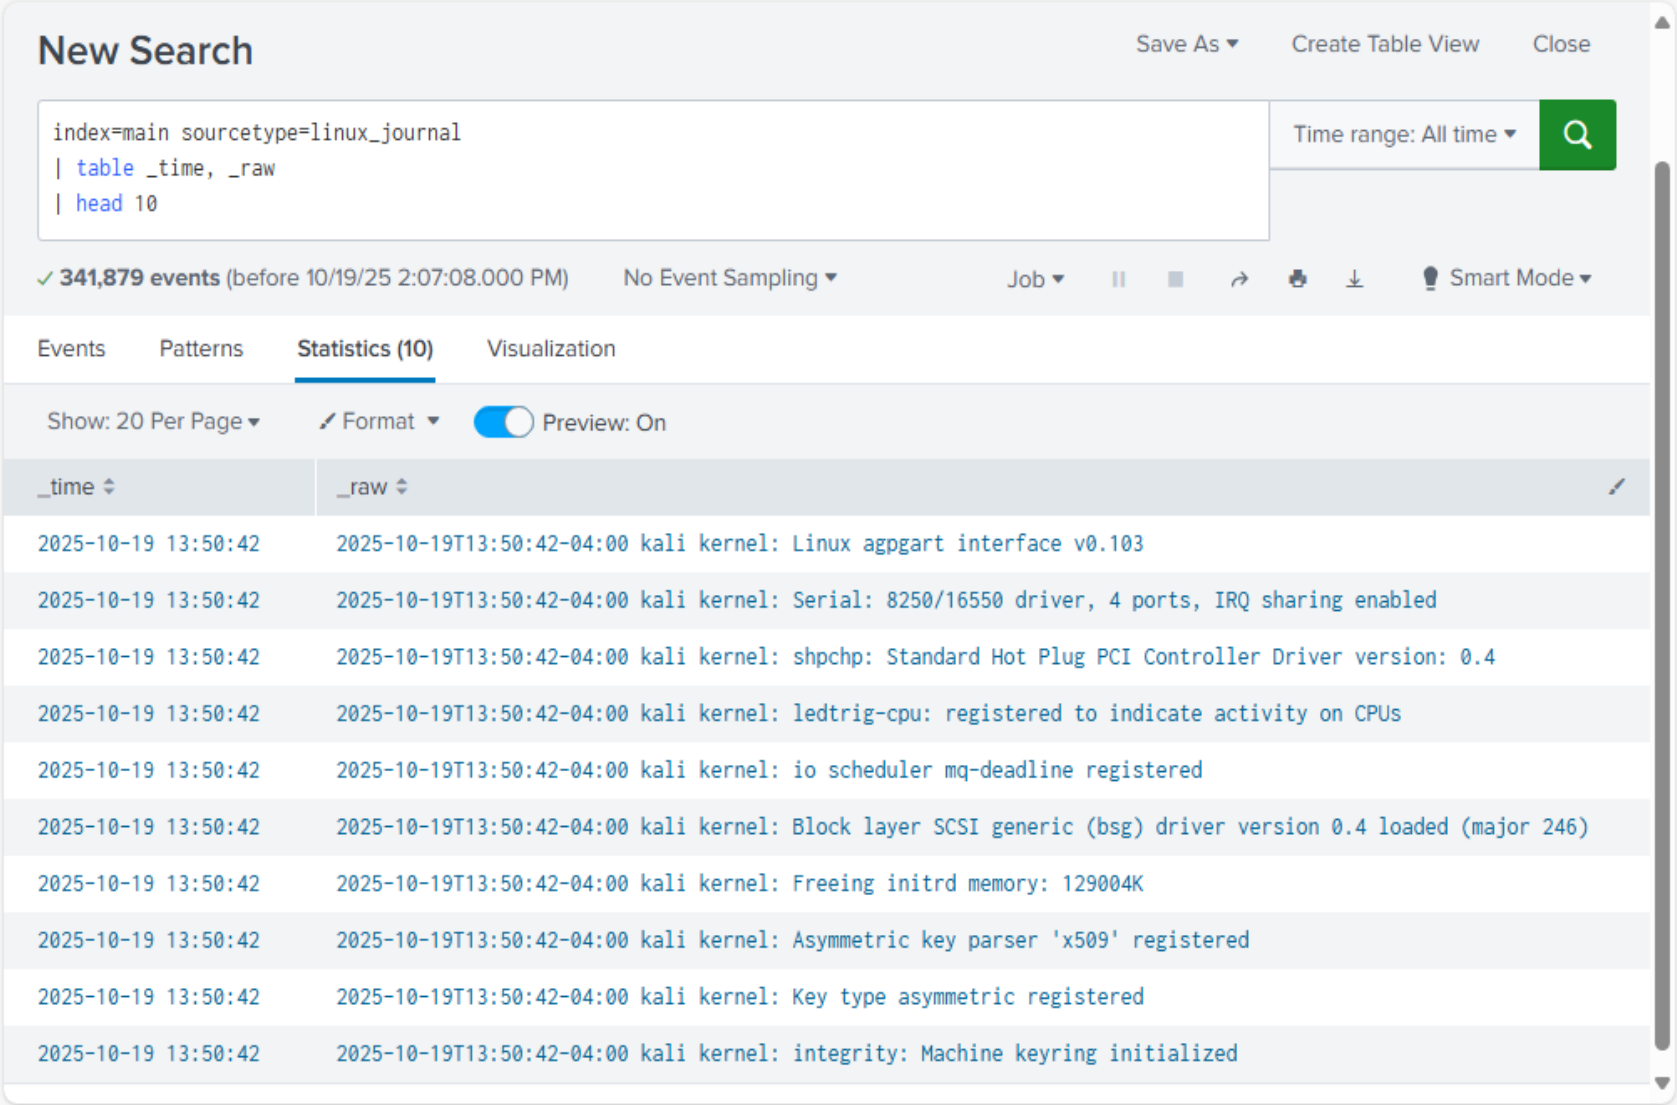 New Search
Save As Create Table View Close
index=main sourcetype=linux_journal
| table _time, _raw
| head 10
Time range: All time
341,879 events (before 10/19/25 2:07:08.000 PM) No Event Sampling Job Smart Mode
Events Patterns Statistics (10) Visualization
Show: 20 Per Page Format Preview: On
_time _raw
2025-10-19 13:50:42 2025-10-19T13:50:42-04:00 kali kernel: Linux agpgart interface v0.103
2025-10-19 13:50:42 2025-10-19T13:50:42-04:00 kali kernel: Serial: 8250/16550 driver, 4 ports, IRQ sharing enabled
2025-10-19 13:50:42 2025-10-19T13:50:42-04:00 kali kernel: shpchp: Standard Hot Plug PCI Controller Driver version: 0.4
2025-10-19 13:50:42 2025-10-19T13:50:42-04:00 kali kernel: ledtrig-cpu: registered to indicate activity on CPUs
2025-10-19 13:50:42 2025-10-19T13:50:42-04:00 kali kernel: io scheduler mq-deadline registered
2025-10-19 13:50:42 2025-10-19T13:50:42-04:00 kali kernel: Block layer SCSI generic (bsg) driver version 0.4 loaded (major 246)
2025-10-19 13:50:42 2025-10-19T13:50:42-04:00 kali kernel: Freeing initrd memory: 129004K
2025-10-19 13:50:42 2025-10-19T13:50:42-04:00 kali kernel: Asymmetric key parser 'x509' registered
2025-10-19 13:50:42 2025-10-19T13:50:42-04:00 kali kernel: Key type asymmetric registered
2025-10-19 13:50:42 2025-10-19T13:50:42-04:00 kali kernel: integrity: Machine keyring initialized